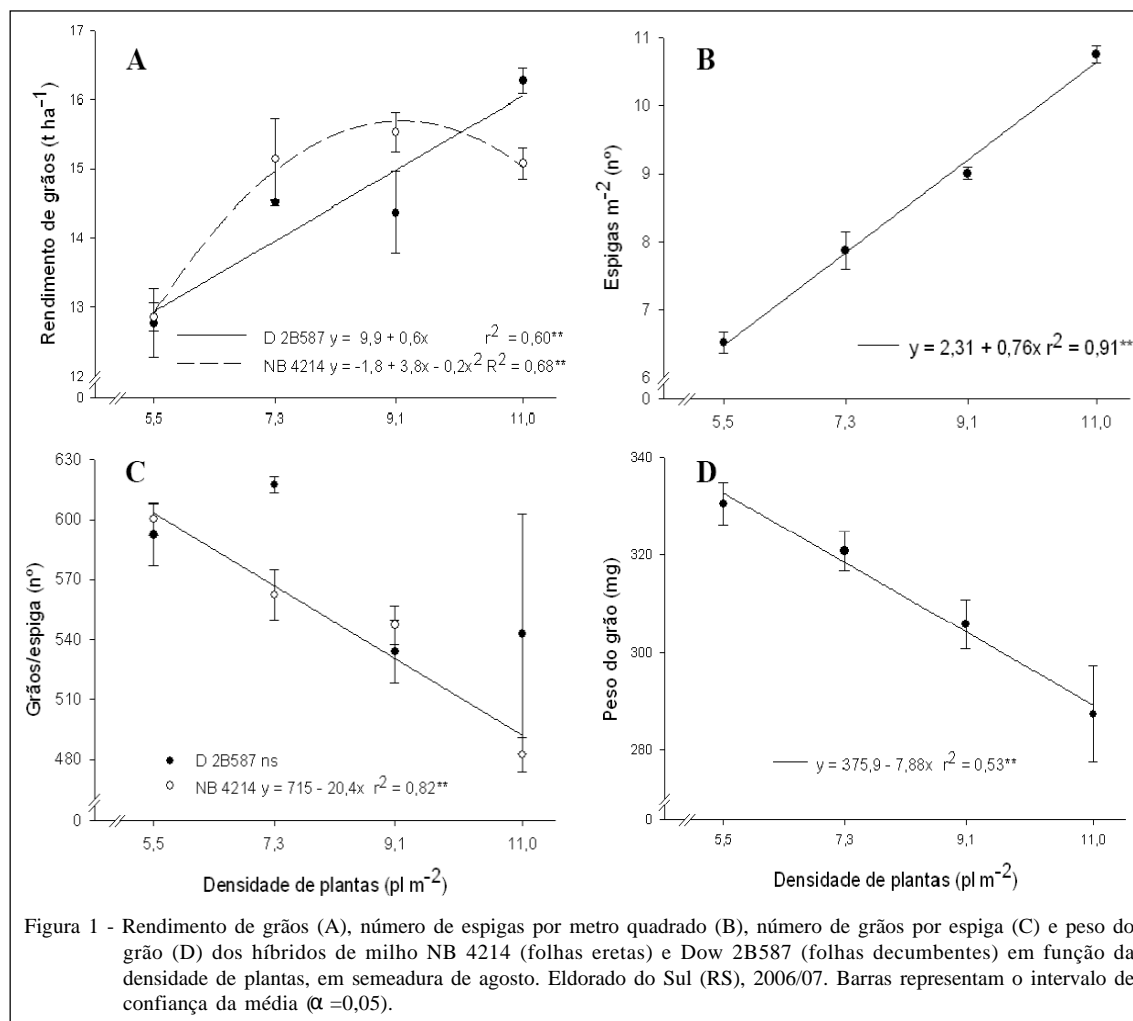 A
Rendimento de grãos (t ha⁻¹)
16
15
14
13
12
0
D 2B587 y = 9,9 + 0,6x r² = 0,60**
NB 4214 y = -1,8 + 3,8x - 0,2x² R² = 0,68**
5,5 7,3 9,1 11,0
B
Espigas m⁻² (nº)
11
10
9
8
7
6
0
y = 2,31 + 0,76x r² = 0,91**
5,5 7,3 9,1 11,0
C
Grãos/espiga (nº)
630
600
570
540
510
480
0
D 2B587 ns
NB 4214 y = 715 - 20,4x r² = 0,82**
5,5 7,3 9,1 11,0
Densidade de plantas (pl m⁻²)
D
Peso do grão (mg)
340
320
300
280
0
y = 375,9 - 7,88x r² = 0,53**
5,5 7,3 9,1 11,0
Densidade de plantas (pl m⁻²)
Figura 1 - Rendimento de grãos (A), número de espigas por metro quadrado (B), número de grãos por espiga (C) e peso do
grão (D) dos híbridos de milho NB 4214 (folhas eretas) e Dow 2B587 (folhas decumbentes) em função da
densidade de plantas, em semeadura de agosto. Eldorado do Sul (RS), 2006/07. Barras representam o intervalo de
confiança da média (α =0,05).